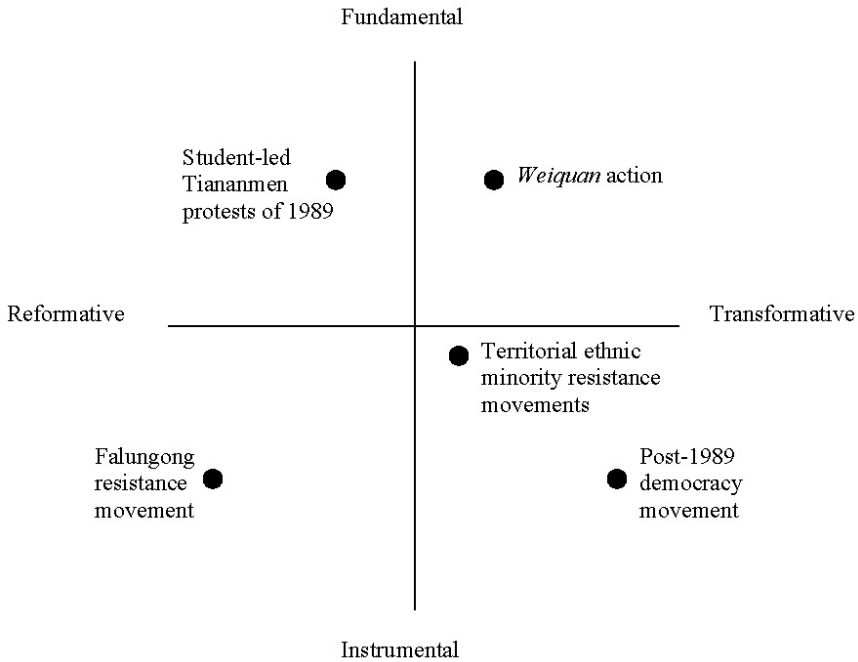 Fundamental
Student-led
Tiananmen
protests of 1989
Weiquan action
Reformative
Transformative
Territorial ethnic
minority resistance
movements
Falungong
resistance
movement
Post-1989
democracy
movement
Instrumental